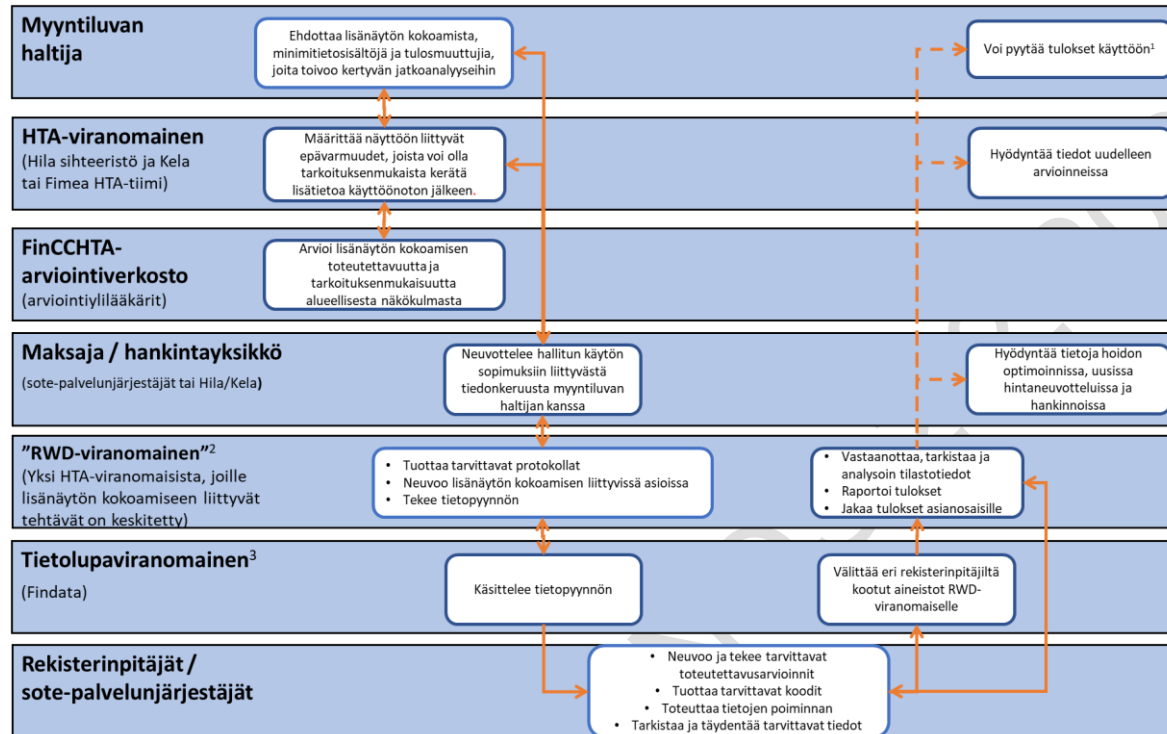 Myyntiluvan
haltija
Ehdottaa lisänäytön kokoamista,
minimitietosisältöjä ja tulosmuuttujia,
joita toivoo kertyvän jatkoanalyyseihin
Voi pyytää tulokset käyttöön¹
HTA-viranomainen
(Hila sihteeristö ja Kela
tai Fimea HTA-tiimi)
Määrittää näyttöön liittyvät
epävarmuudet, joista voi olla
tarkoituksenmukaista kerätä
lisätietoa käyttöönoton jälkeen.
Hyödyntää tiedot uudelleen
arvioinneissa
FinCCHTA-
arviointiverkosto
(arviointiylilääkärit)
Arvioi lisänäytön kokoamisen
toteutettavuutta ja
tarkoituksenmukaisuutta
alueellisesta näkökulmasta
Maksaja / hankintayksikkö
(sote-palvelunjärjestäjät tai Hila/Kela)
Neuvottelee hallitun käytön
sopimuksiin liittyvästä
tiedonkeruusta myyntiluvan
haltijan kanssa
Hyödyntää tietoja hoidon
optimoinnissa, uusissa
hintaneuvotteluissa ja
hankinnoissa
”RWD-viranomainen”²
(Yksi HTA-viranomaisista, joille
lisänäytön kokoamiseen liittyvät
tehtävät on keskitetty)
• Tuottaa tarvittavat protokollat
• Neuvoo lisänäytön kokoamisen liittyvissä asioissa
• Tekee tietopyynnön
• Vastaanottaa, tarkistaa ja
analysoin tilastotiedot
• Raportoi tulokset
• Jakaa tulokset asianosaisille
Tietolupaviranomainen³
(Findata)
Käsittelee tietopyynnön
Välittää eri rekisterinpitäjiltä
kootut aineistot RWD-
viranomaiselle
Rekisterinpitäjät /
sote-palvelunjärjestäjät
• Neuvoo ja tekee tarvittavat
toteutettavusarvioinnit
• Tuottaa tarvittavat koodit
• Toteuttaa tietojen poiminnan
• Tarkistaa ja täydentää tarvittavat tiedot